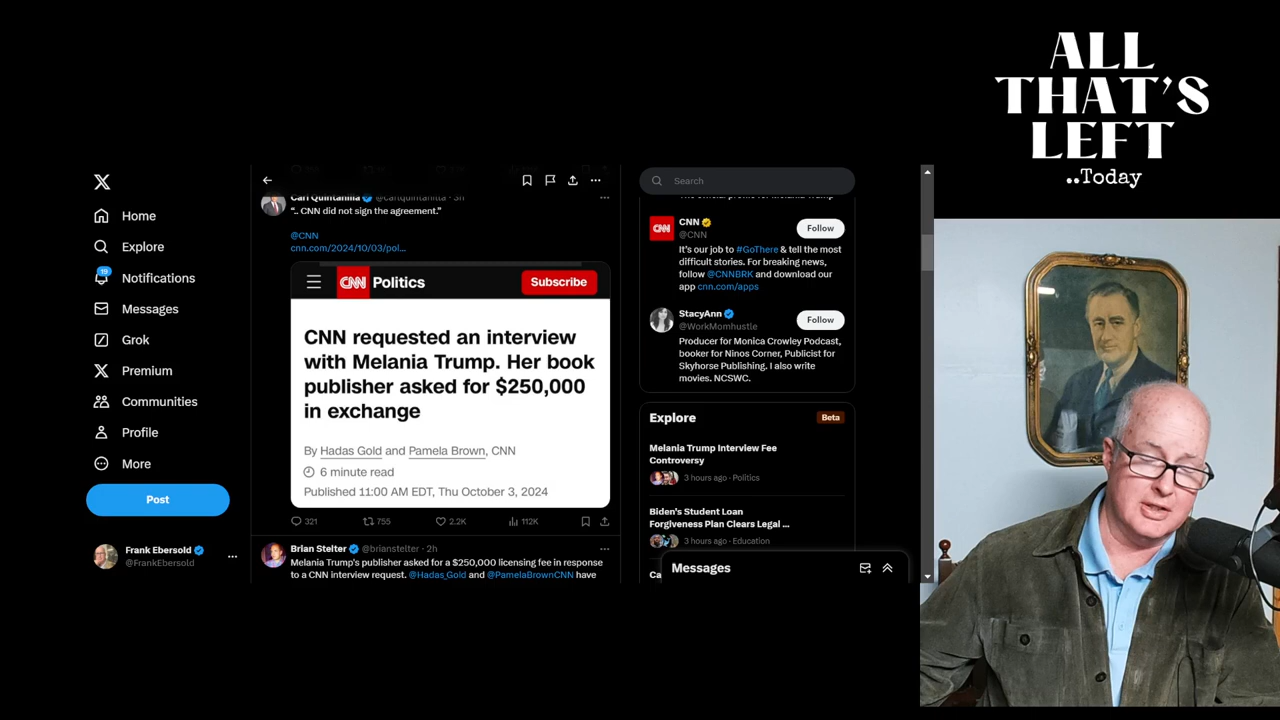 ALL
THAT'S
LEFT
..Today
Home
Explore
Notifications
19
Messages
Grok
Premium
Communities
Profile
More
Post
Frank Ebersold
@FrankEbersold
Carl Quintanilla @carlquintanilla · 3h
“.. CNN did not sign the agreement.”
@CNN
cnn.com/2024/10/03/pol...
CNN Politics
Subscribe
CNN requested an interview
with Melania Trump. Her book
publisher asked for $250,000
in exchange
By Hadas Gold and Pamela Brown, CNN
6 minute read
Published 11:00 AM EDT, Thu October 3, 2024
321 755 2.2K 112K
Brian Stelter @brianstelter · 2h
Melania Trump's publisher asked for a $250,000 licensing fee in response
to a CNN interview request. @Hadas_Gold and @PamelaBrownCNN have
Search
CNN
CNN
@CNN
Follow
It's our job to #GoThere & tell the most
difficult stories. For breaking news,
follow @CNNBRK and download our
app cnn.com/apps
StacyAnn
@WorkMomhustle
Follow
Producer for Monica Crowley Podcast,
booker for Ninos Corner, Publicist for
Skyhorse Publishing. I also write
movies. NCSWC.
Explore
Beta
Melania Trump Interview Fee
Controversy
3 hours ago · Politics
Biden's Student Loan
Forgiveness Plan Clears Legal ...
3 hours ago · Education
Ca
Messages